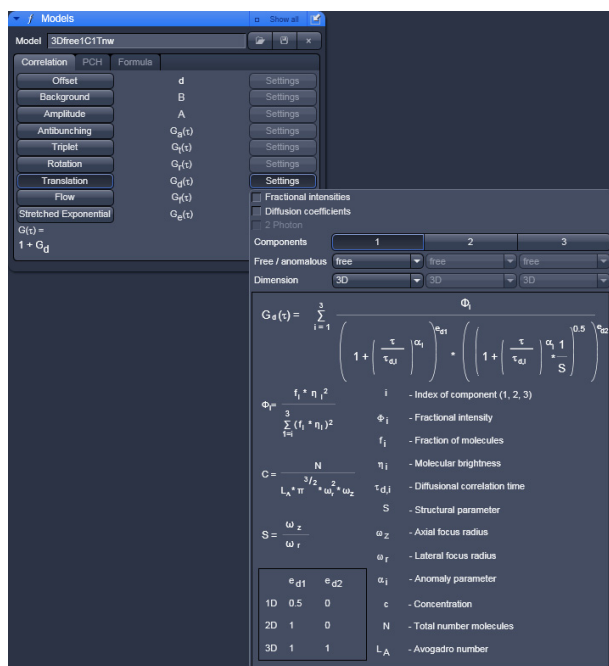 Models
Show all
Model 3Dfree1C1Tnw
Correlation PCH Formula
Offset d Settings
Background B Settings
Amplitude A Settings
Antibunching Ga(τ) Settings
Triplet Gt(τ) Settings
Rotation Gr(τ) Settings
Translation Gd(τ) Settings
Flow Gf(τ) Settings
Stretched Exponential Ge(τ) Settings
G(τ) =
1 + Gd
Fractional intensities
Diffusion coefficients
2 Photon
Components 1 2 3
Free / anomalous free free free
Dimension 3D 3D 3D
Gd(τ) = 3 Σ i = 1 Φi
(1 + (τ / τd,i)^αi)^ed1 * ((1 + (τ / τd,i)^αi * 1 / S)^0.5)^ed2
Φi= fi * ηi² / 3 Σ 1=i (fi * ηi)²
C = N / LA * π^3/2 * ωr² * ωz
S = ωz / ωr
i - Index of component (1, 2, 3)
Φi - Fractional intensity
fi - Fraction of molecules
ηi - Molecular brightness
τd,i - Diffusional correlation time
S - Structural parameter
ωz - Axial focus radius
ωr - Lateral focus radius
αi - Anomaly parameter
c - Concentration
N - Total number molecules
LA - Avogadro number
ed1 ed2
1D 0.5 0
2D 1 0
3D 1 1